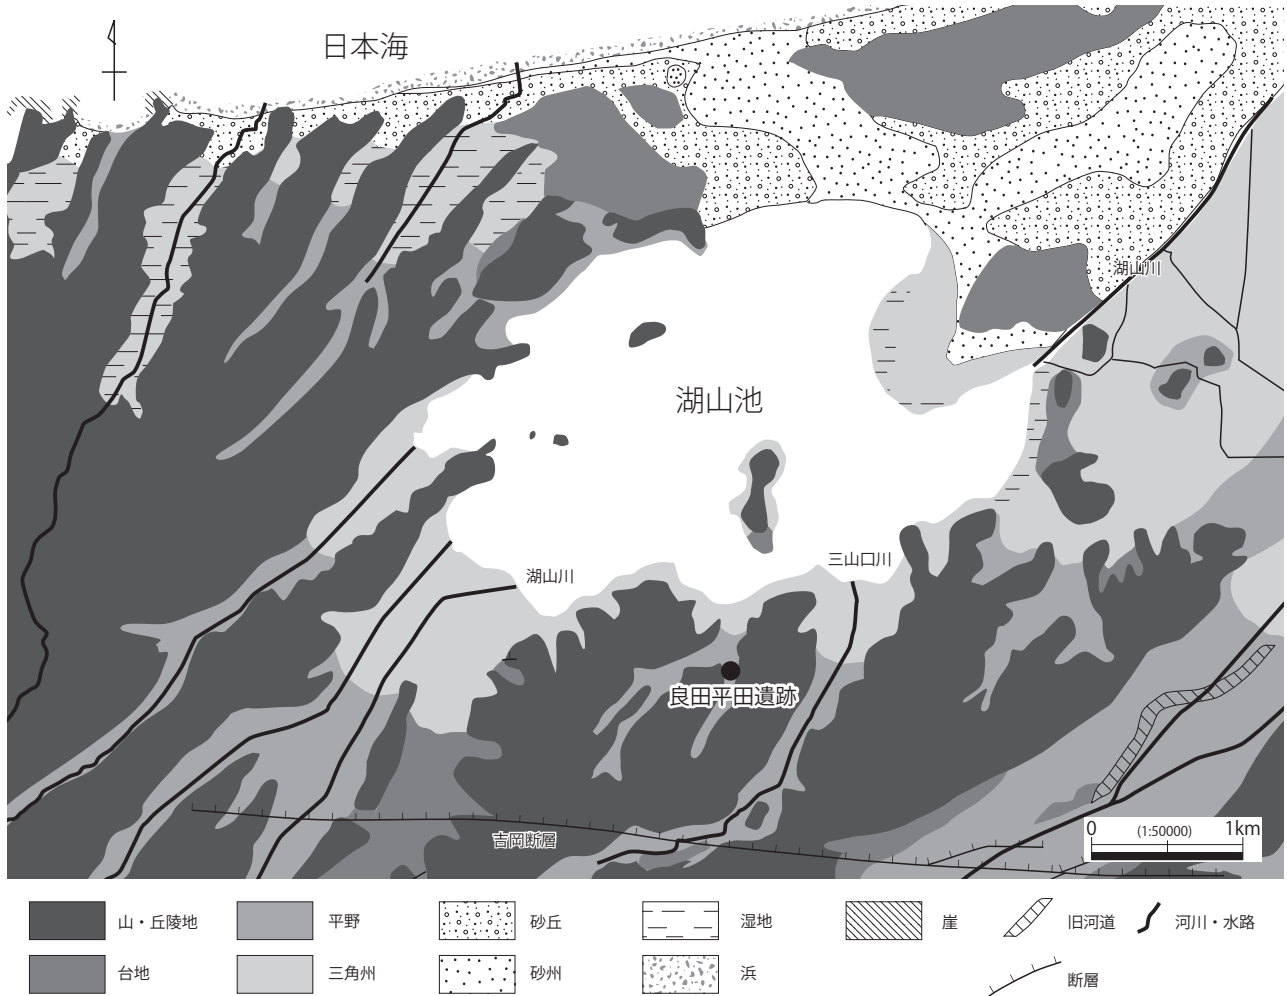 日本海
湖山川
湖山池
三山口川
湖山川
良田平田遺跡
吉岡断層
0
(1:50000)
1km
山・丘陵地
平野
砂丘
湿地
崖
旧河道
河川・水路
台地
三角州
砂州
浜
断層